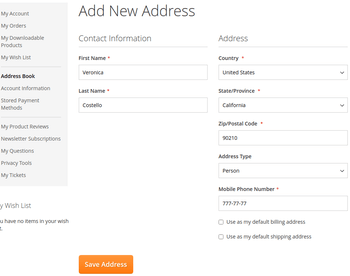 My Account
My Orders
My Downloadable
Products
My Wish List
Address Book
Account Information
Stored Payment
Methods
My Product Reviews
Newsletter Subscriptions
My Questions
Privacy Tools
My Tickets
y Wish List
u have no items in your wish
t.
Add New Address
Contact Information
First Name *
Veronica
Last Name *
Costello
Address
Country *
United States
State/Province *
California
Zip/Postal Code *
90210
Address Type
Person
Mobile Phone Number *
777-77-77
Use as my default billing address
Use as my default shipping address
Save Address